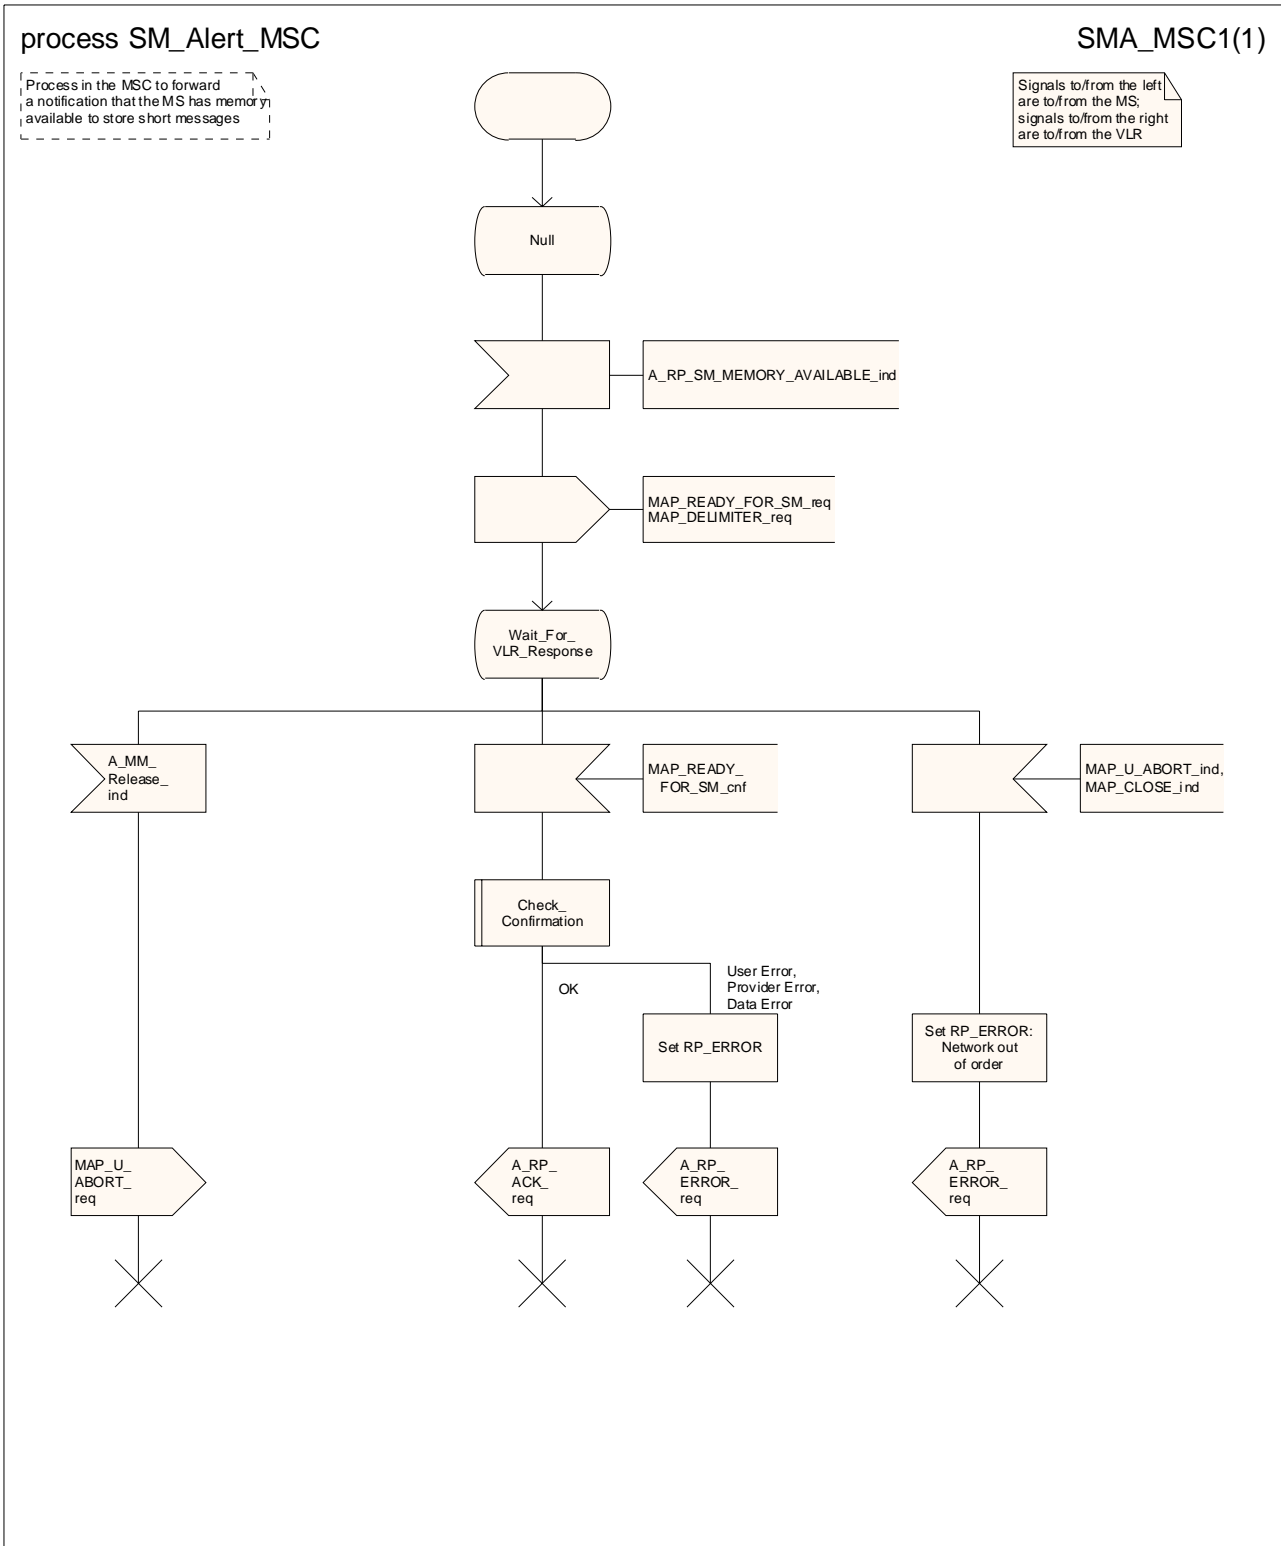 process SM_Alert_MSC
SMA_MSC1(1)
Process in the MSC to forward
a notification that the MS has memory
available to store short messages
Signals to/from the left
are to/from the MS;
signals to/from the right
are to/from the VLR
Null
A_RP_SM_MEMORY_AVAILABLE_ind
MAP_READY_FOR_SM_req
MAP_DELIMITER_req
Wait_For_
VLR_Response
A_MM_
Release_
ind
MAP_READY_
FOR_SM_cnf
MAP_U_ABORT_ind,
MAP_CLOSE_ind
Check_
Confirmation
OK
User Error,
Provider Error,
Data Error
Set RP_ERROR
Set RP_ERROR:
Network out
of order
MAP_U_
ABORT_
req
A_RP_
ACK_
req
A_RP_
ERROR_
req
A_RP_
ERROR_
req